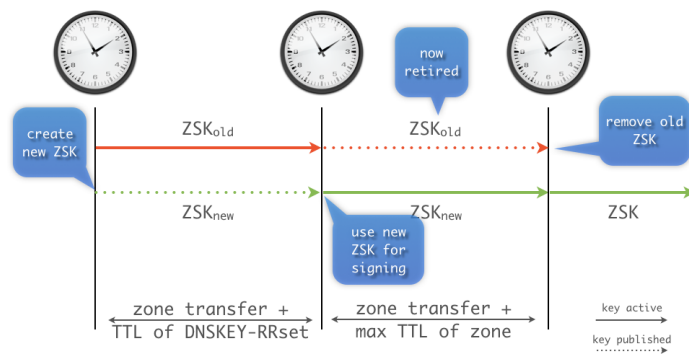 now
retired
create
new ZSK
ZSKold
ZSKold
remove old
ZSK
ZSKnew
ZSKnew
ZSK
use new
ZSK for
signing
zone transfer +
TTL of DNSKEY-RRset
zone transfer +
max TTL of zone
key active
key published